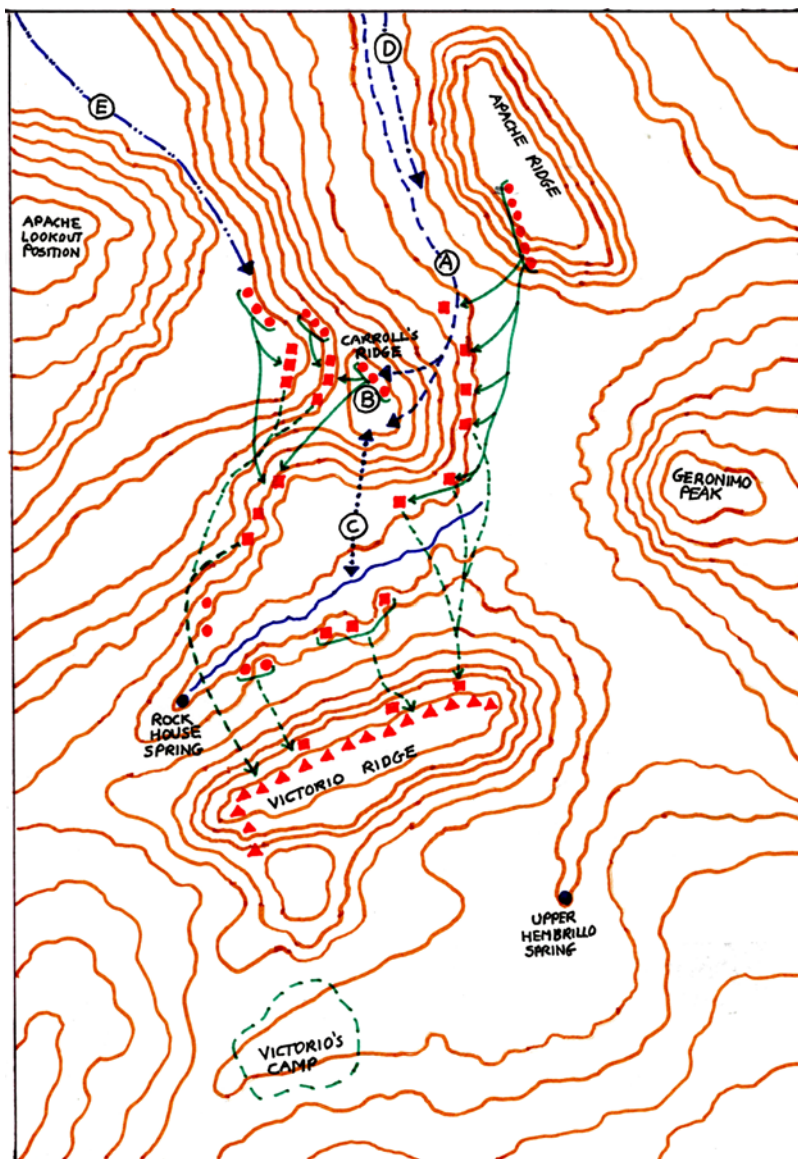 D
E
APACHE RIDGE
APACHE
LOOKOUT
POSITION
A
CARROLL'S
RIDGE
B
GERONIMO
PEAK
C
ROCK
HOUSE
SPRING
VICTORIO RIDGE
UPPER
HEMBRILLO
SPRING
VICTORIO'S
CAMP